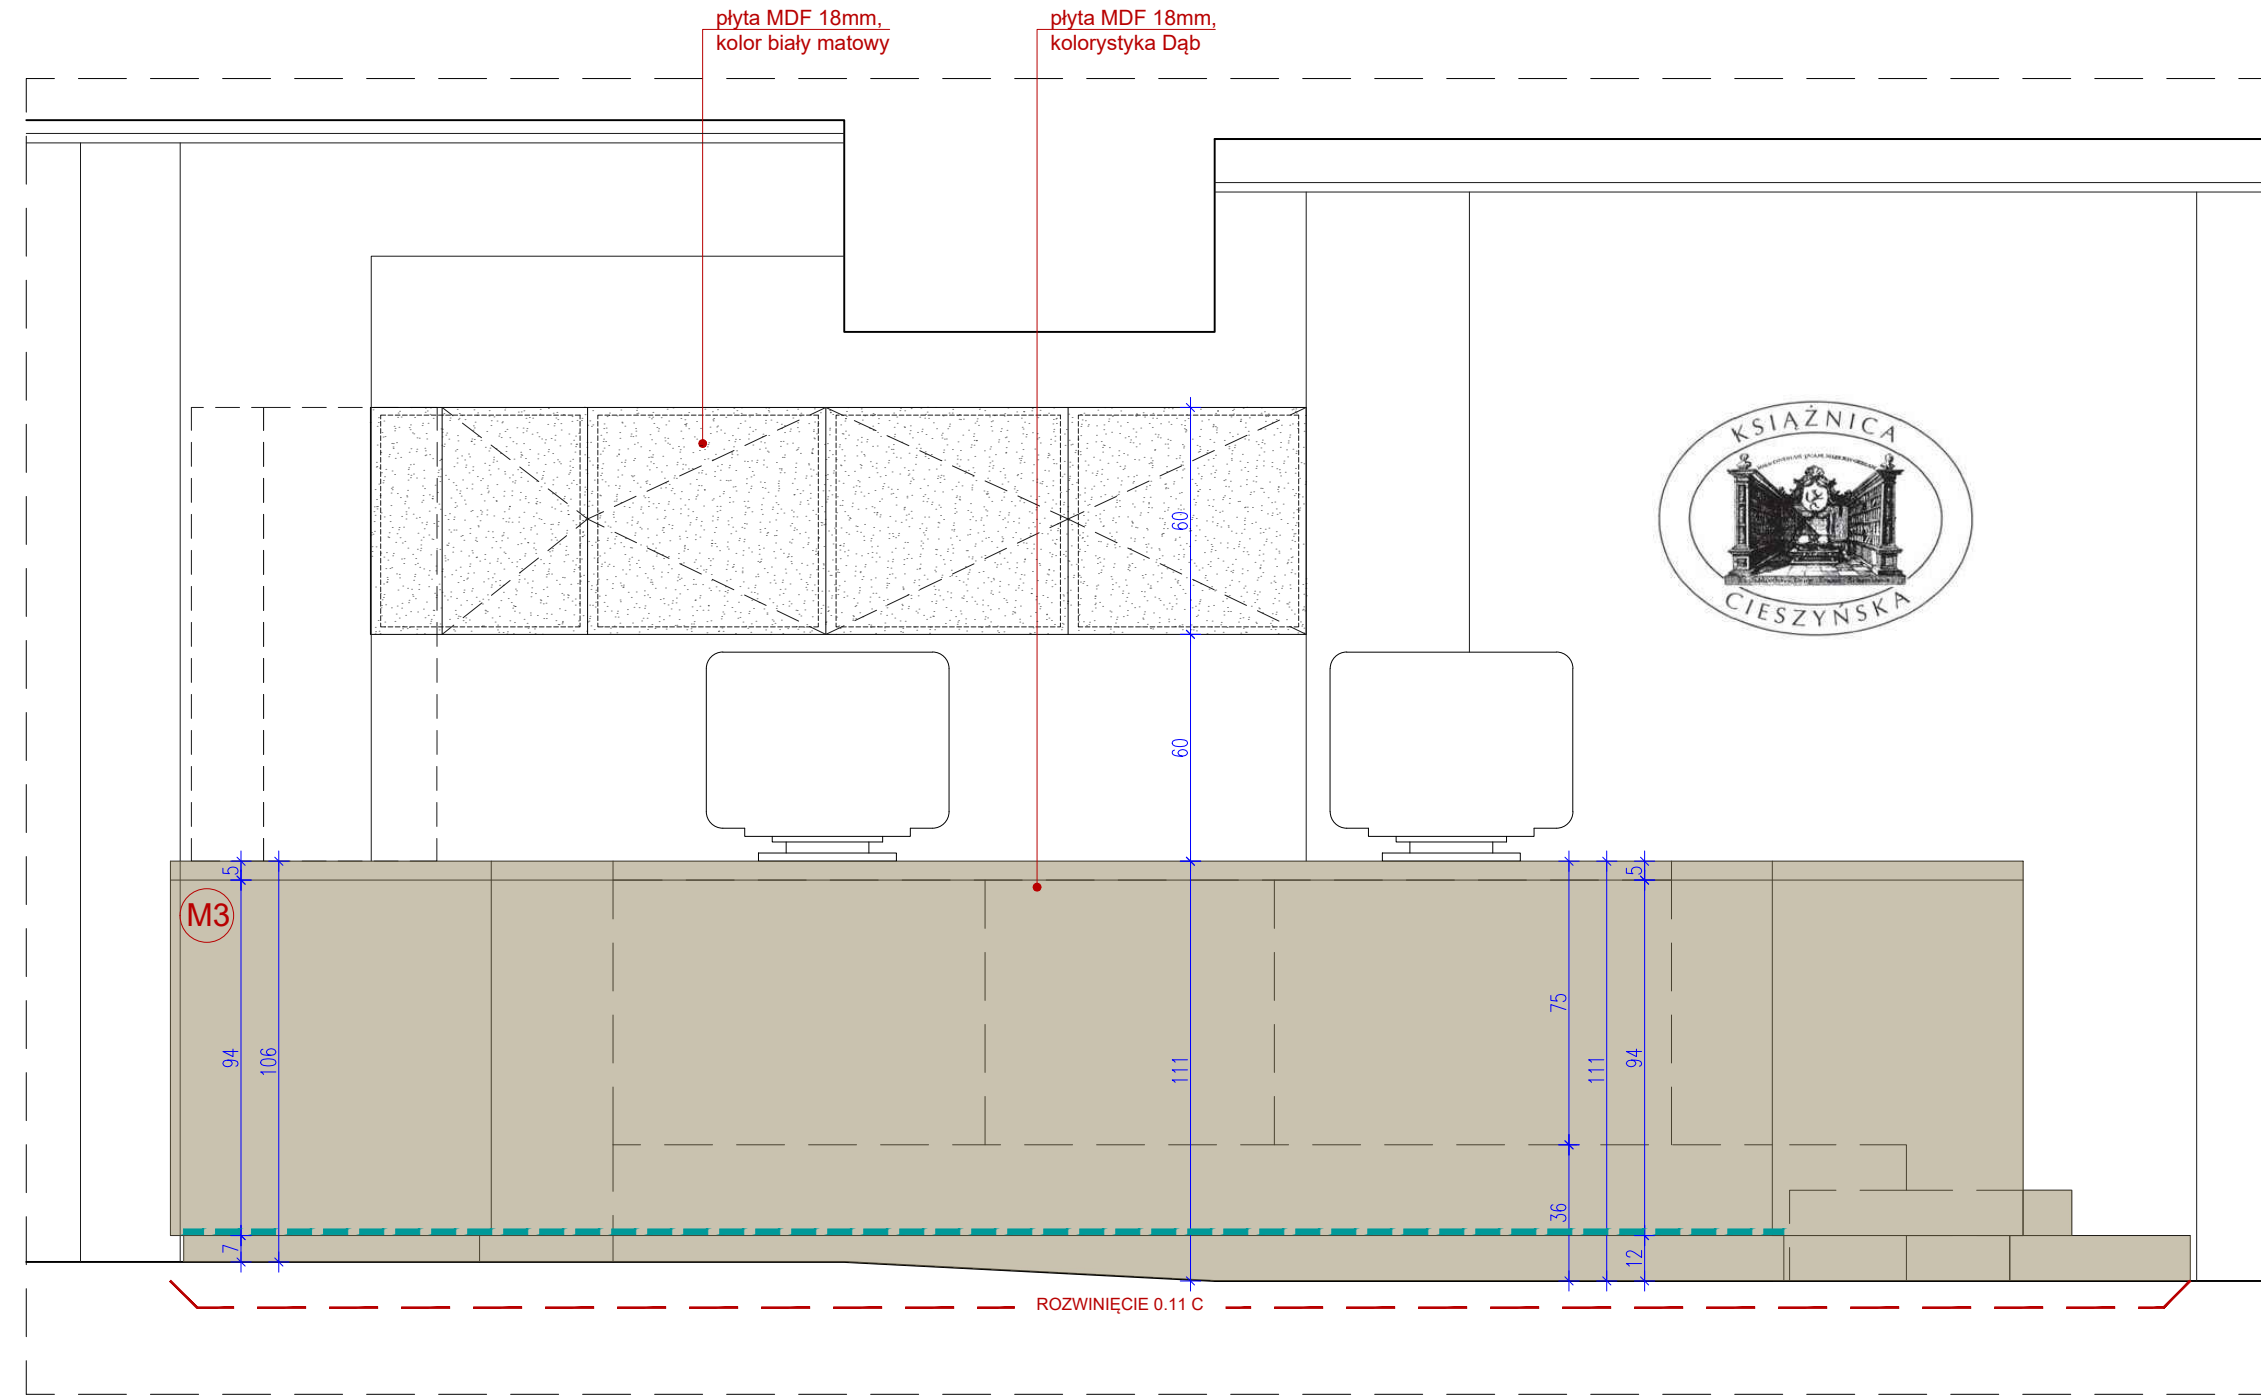 płyta MDF 18mm,
kolor biały matowy
płyta MDF 18mm,
kolorystyka Dąb
KSIĄŻNICA
CIESZYŃSKA
60
60
5
5
M3
75
94
106
111
111
94
36
7
12
ROZWINIĘCIE 0.11 C